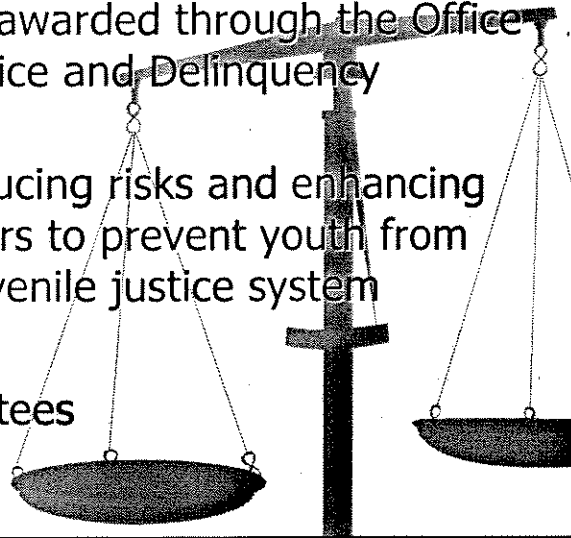 awarded through the Office
ice and Delinquency
ucing risks and enhancing
rs to prevent youth from
venile justice system
tees